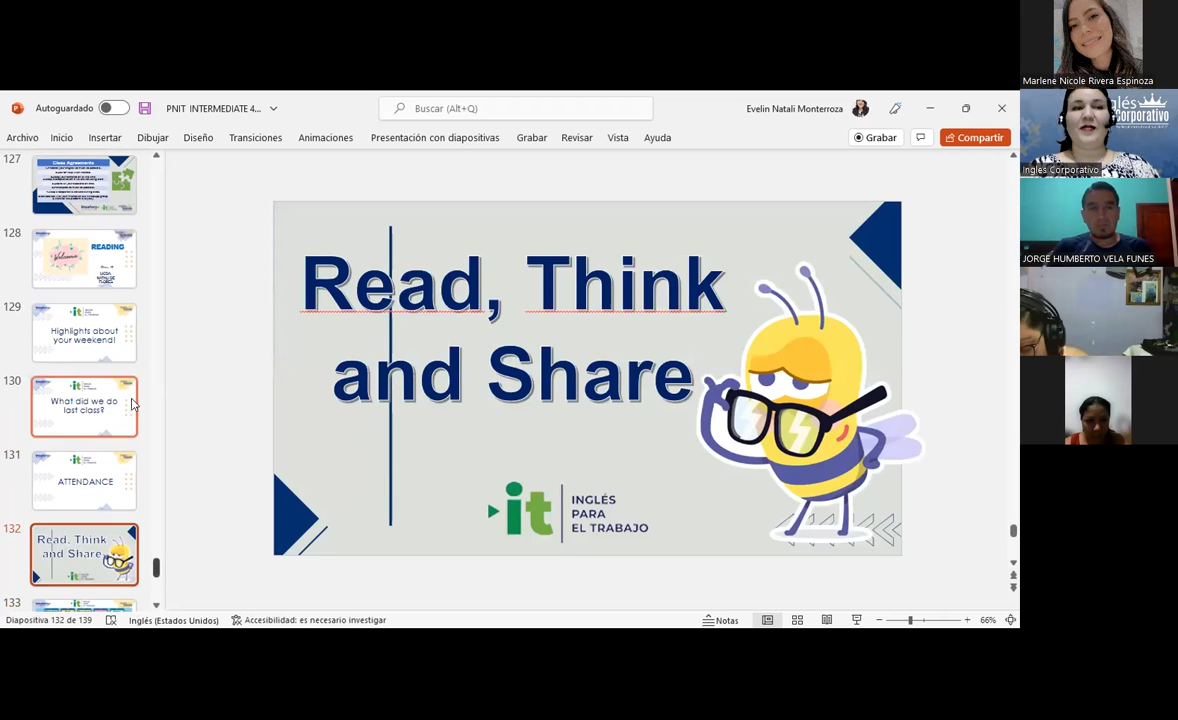 Autoguardado
PNIT INTERMEDIATE 4...
Buscar (Alt+Q)
Evelin Natali Monterroza
Archivo Inicio Insertar Dibujar Diseño Transiciones Animaciones Presentación con diapositivas Grabar Revisar Vista Ayuda
Grabar
Compartir
127
Class Agreements
128
Welcome
READING
129
Highlights about
your weekend!
130
What did we do
last class?
131
ATTENDANCE
132
Read, Think
and Share
133
Read, Think
and Share
it
INGLÉS
PARA
EL TRABAJO
Diapositiva 132 de 139
Inglés (Estados Unidos)
Accesibilidad: es necesario investigar
Notas
66%
Marlene Nicole Rivera Espinoza
Inglés Corporativo
JORGE HUMBERTO VELA FUNES